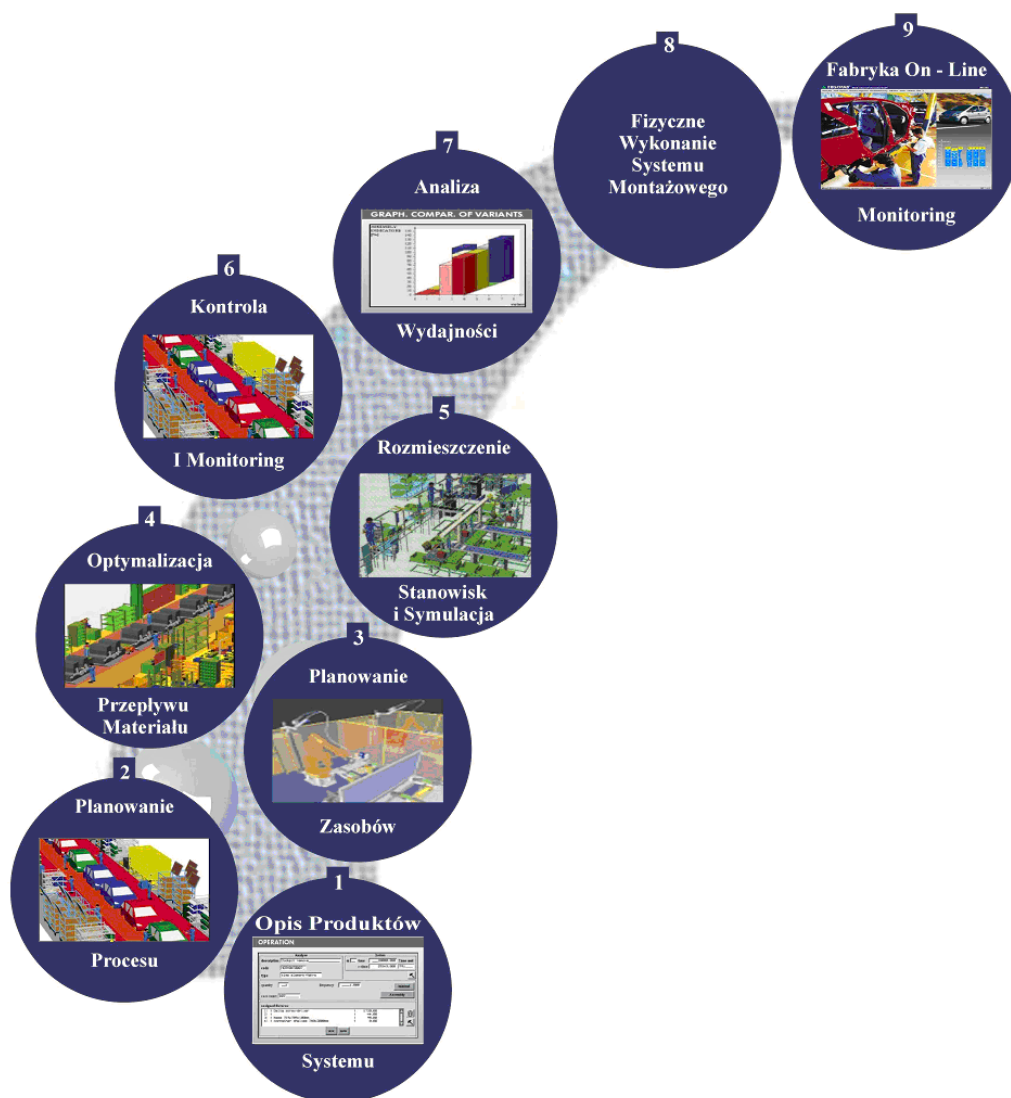 9
Fabryka On - Line
Monitoring
8
Fizyczne
Wykonanie
Systemu
Montażowego
7
Analiza
GRAPH. COMPAR. OF VARIANTS
Wydajności
6
Kontrola
I Monitoring
5
Rozmieszczenie
Stanowisk
i Symulacja
4
Optymalizacja
Przepływu
Materiału
3
Planowanie
Zasobów
2
Planowanie
Procesu
1
Opis Produktów
OPERATION
Systemu